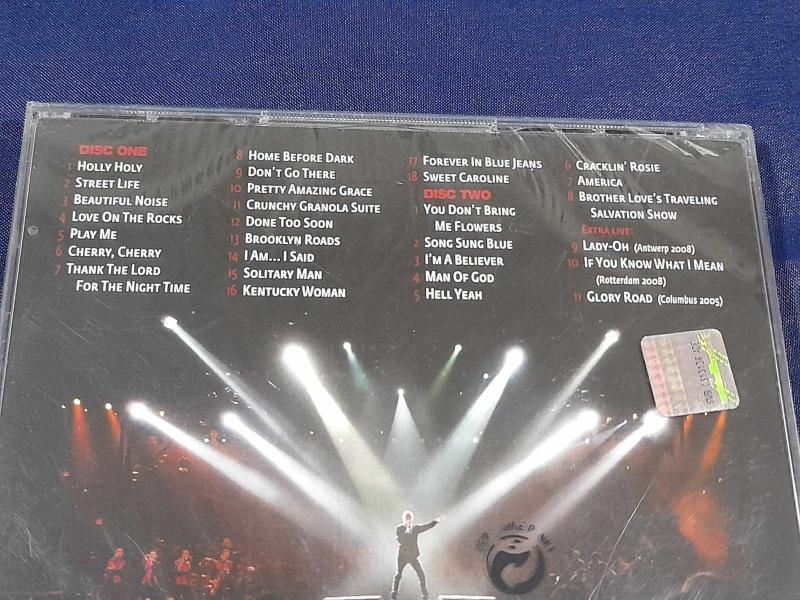 DISC ONE
1 HOLLY HOLY
2 STREET LIFE
3 BEAUTIFUL NOISE
4 LOVE ON THE ROCKS
5 PLAY ME
6 CHERRY, CHERRY
7 THANK THE LORD
FOR THE NIGHT TIME
8 HOME BEFORE DARK
9 DON'T GO THERE
10 PRETTY AMAZING GRACE
11 CRUNCHY GRANOLA SUITE
12 DONE TOO SOON
13 BROOKLYN ROADS
14 I AM... I SAID
15 SOLITARY MAN
16 KENTUCKY WOMAN
17 FOREVER IN BLUE JEANS
18 SWEET CAROLINE
DISC TWO
1 YOU DON'T BRING
ME FLOWERS
2 SONG SUNG BLUE
3 I'M A BELIEVER
4 MAN OF GOD
5 HELL YEAH
6 CRACKLIN' ROSIE
7 AMERICA
8 BROTHER LOVE'S TRAVELING
SALVATION SHOW
EXTRA LIVE:
9 LADY-OH (Antwerp 2008)
10 IF YOU KNOW WHAT I MEAN
(Rotterdam 2008)
11 GLORY ROAD (Columbus 2005)